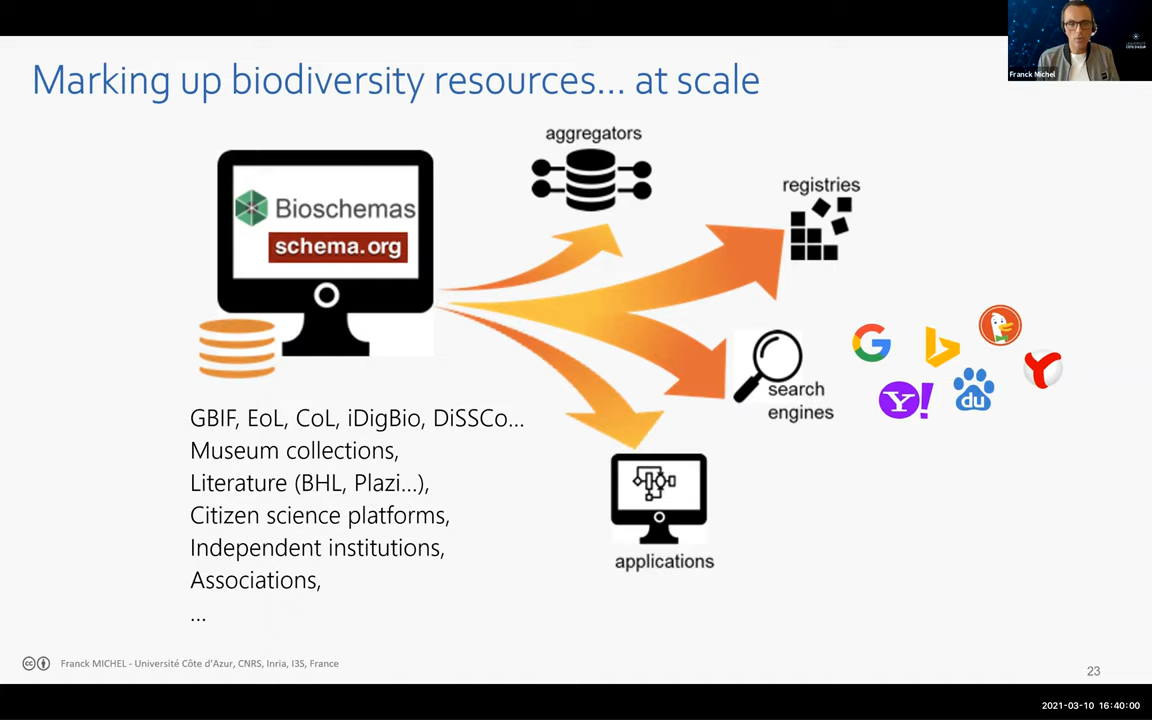 Marking up biodiversity resources... at scale
Franck Michel
aggregators
registries
Bioschemas
schema.org
search
engines
Y!
du
GBIF, EoL, CoL, iDigBio, DiSSCo...
Museum collections,
Literature (BHL, Plazi...),
Citizen science platforms,
Independent institutions,
Associations,
...
applications
cc
Franck MICHEL - Université Côte d'Azur, CNRS, Inria, I3S, France
23
2021-03-10 16:40:00